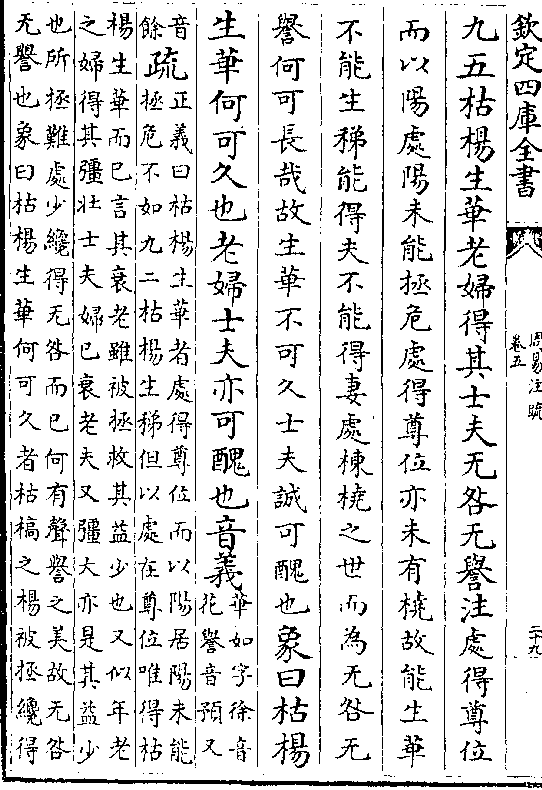 欽定四庫全書
周易注疏
卷五
二十九
九五枯楊生華老婦得其士夫无咎无譽注處得尊位
而以陽處陽未能拯危處得尊位亦未有橈故能生華
不能生稊能得夫不能得妻處棟橈之世而為无咎无
譽何可長哉故生華不可久士夫誠可醜也象曰枯楊
生華何可久也老婦士夫亦可醜也音義華如字徐音
花譽音預又
音
餘疏正義曰枯楊生華者處得尊位而以陽居陽未能
拯危不如九二枯楊生稊但以處在尊位唯得枯
楊生華而已言其衰老雖被拯救其益少也又似年老
之婦得其彊壯士夫婦已衰老夫又彊大亦是其益少
也所拯難處少纔得无咎而已何有聲譽之美故无咎
无譽也象曰枯楊生華何可久者枯槁之楊被拯纔得